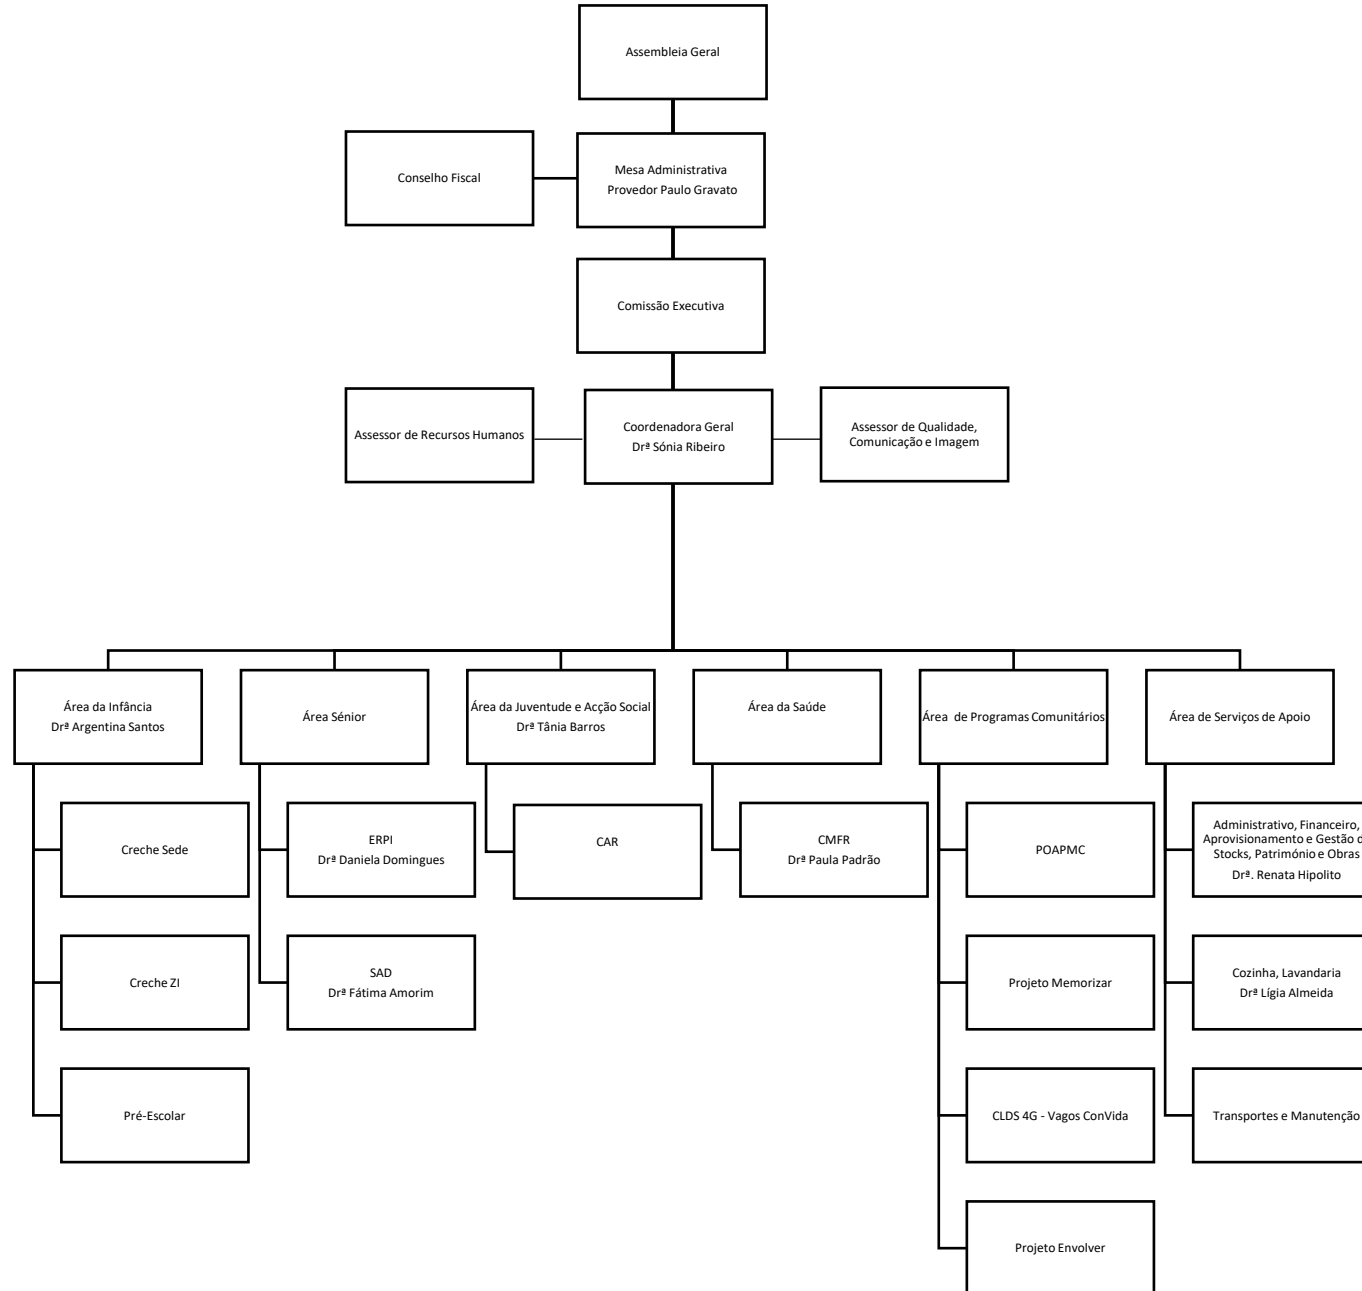 Assembleia Geral
Conselho Fiscal
Mesa Administrativa
Provedor Paulo Gravato
Comissão Executiva
Assessor de Recursos Humanos
Coordenadora Geral
Drª Sónia Ribeiro
Assessor de Qualidade,
Comunicação e Imagem
Área da Infância
Drª Argentina Santos
Área Sénior
Área da Juventude e Acção Social
Drª Tânia Barros
Área da Saúde
Área de Programas Comunitários
Área de Serviços de Apoio
Creche Sede
ERPI
Drª Daniela Domingues
CAR
CMFR
Drª Paula Padrão
POAPMC
Administrativo, Financeiro,
Aprovisionamento e Gestão d
Stocks, Património e Obras
Drª. Renata Hipolito
Creche ZI
SAD
Drª Fátima Amorim
Projeto Memorizar
Cozinha, Lavandaria
Drª Lígia Almeida
Pré-Escolar
CLDS 4G - Vagos ConVida
Transportes e Manutenção
Projeto Envolver